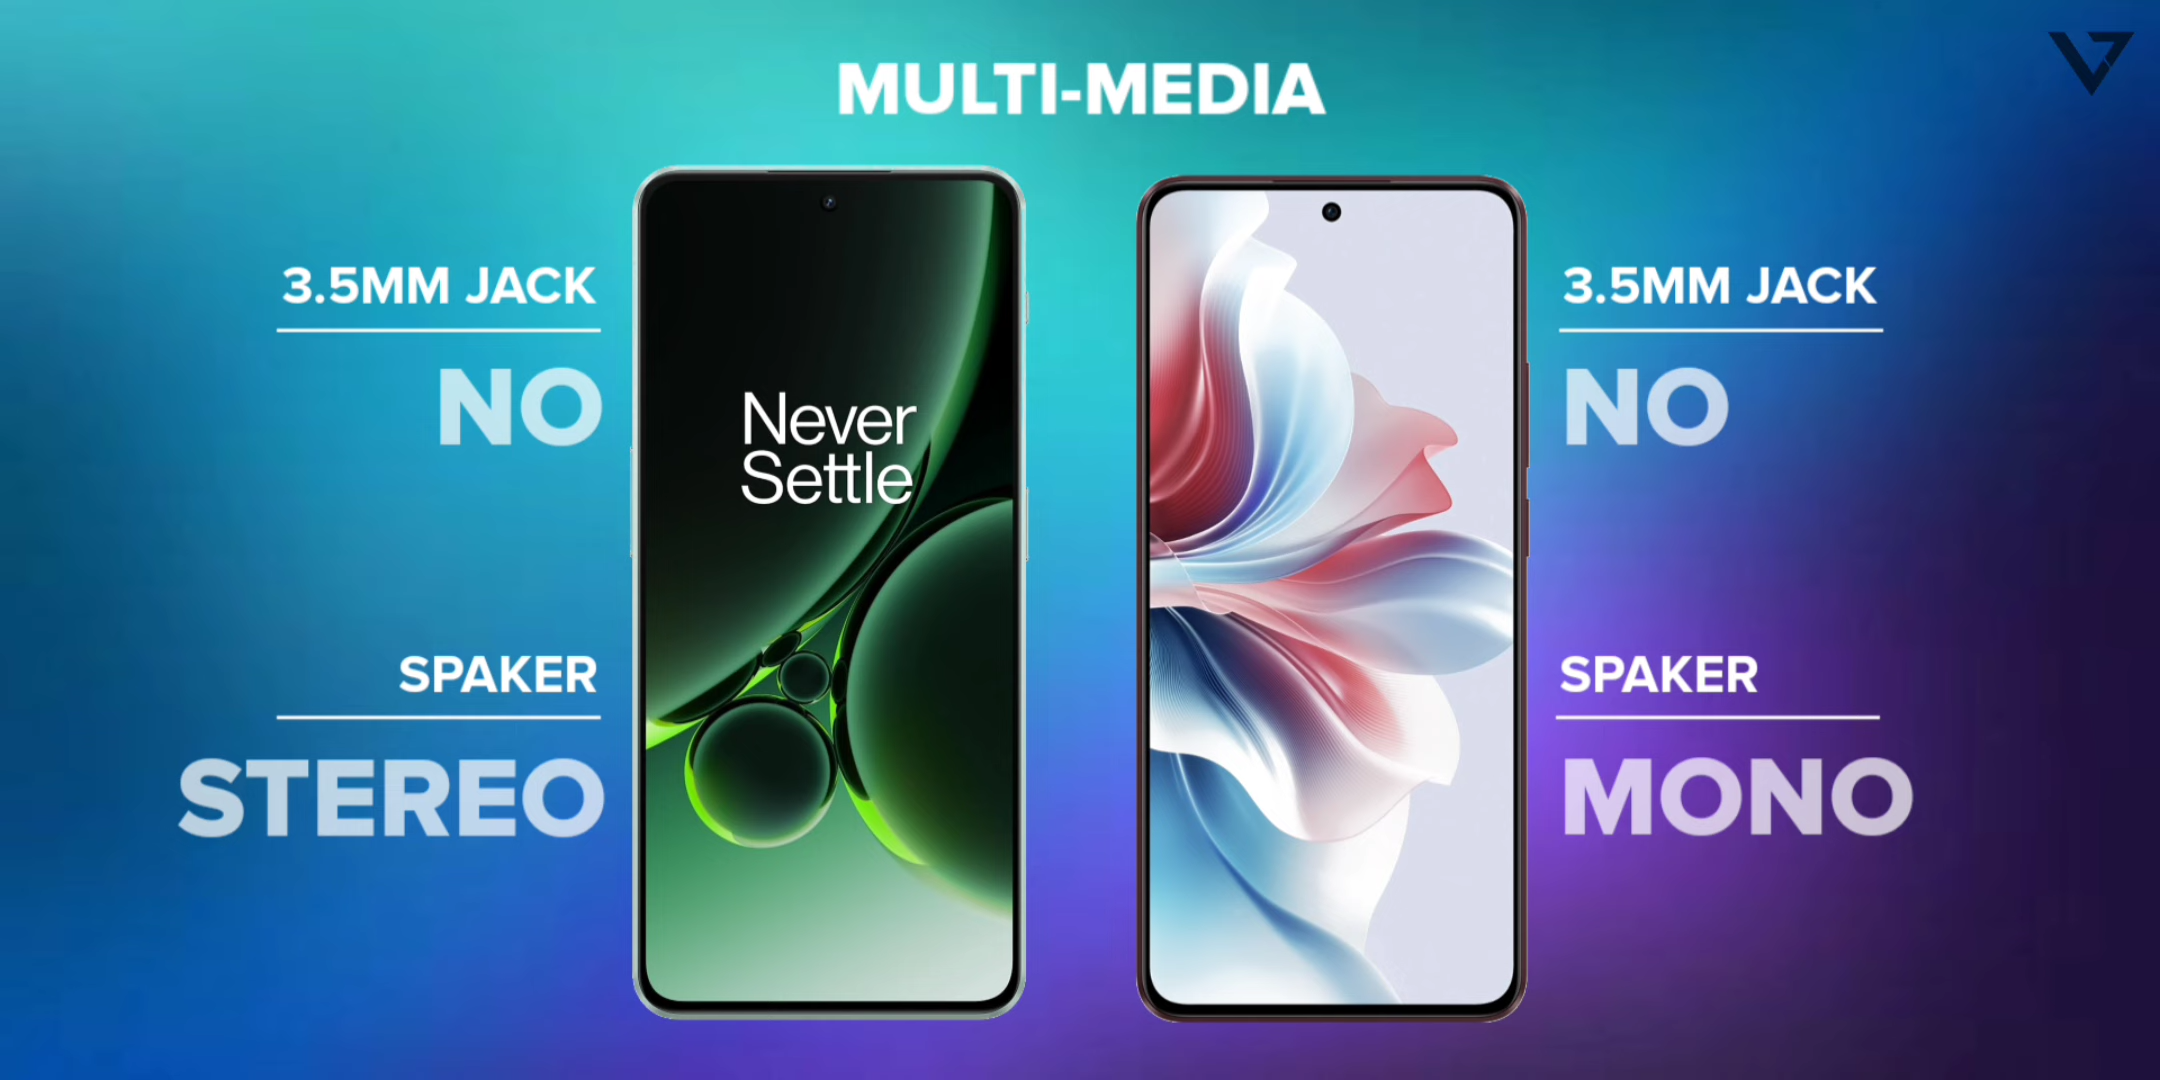 MULTI-MEDIA
3.5MM JACK
NO
SPAKER
STEREO
Never
Settle
3.5MM JACK
NO
SPAKER
MONO